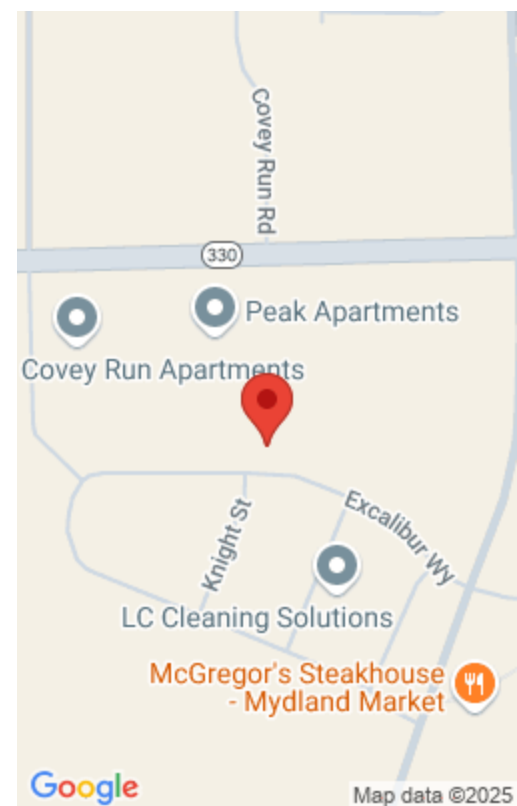 Covey Run Rd
330
Peak Apartments
Covey Run Apartments
Knight St
Excalibur Wy
LC Cleaning Solutions
McGregor's Steakhouse
- Mydland Market
Google
Map data ©2025